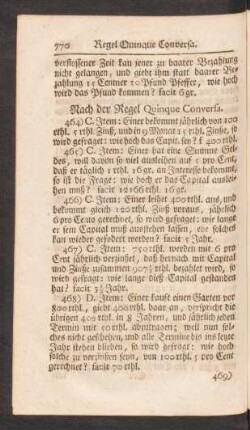 770 Regel Quinque Conversa.
verflossener Zeit kan jener zu baarer Bezahlung
nicht gelangen, und giebt ihm statt baarer Be-
zahlung 15 Centner 20 Pfund Pfeffer, wie hoch
wird das Pfund kommen? facit 6 gr.
Nach der Regel Quinque Conversa.
464) C. Item: Einer bekommt jährlich von 100
rthl. 5 rthl. Zinß, und in 9 Monat 15 rthl. Zinße, so
wird gefraget: wie hoch das Capit. sey? f. 400 rthl.
465) C. Item: Einer hat eine Summe Gel-
des, will davon so viel ausleihen auf 1 pro Cent,
daß er täglich 1 rthl. 16 gr. an Interesse bekommt,
so ist die Frage: wie hoch er das Capital ausleihen
muß? facit 12166 rthl. 16 gr.
466) C. Item: Einer leihet 400 rthl. aus, und
bekommt gleich 20 rthl. Zinß voraus, jährlich
6 pro Cento gerechnet, so wird gefragt: wie lange
er sein Capital muß ausstehen lassen, ehe solches
kan wieder gefodert werden? facit ⅚ Jahr.
467) C. Item: 750 rthl. werden mit 6 pro
Cent jährlich verzinset, daß hernach mit Capital
und Zinße zusammen 907½ rthl. bezahlet wird, so
wird gefragt: wie lange dieß Capital gestanden
hat? facit 3½ Jahr.
468) D. Item: Einer kauft einen Garten vor
800 rthl., giebt 400 rthl. baar an, verspricht die
übrigen 400 rthl. in 8 Jahren, und jährlich jeden
Termin mit 50 rthl. abzutragen; weil nun sol-
ches nicht geschehen, und alle Termine bis ins letzte
Jahr stehen blieben, so wird gefragt: wie hoch
solche zu verzinsen seyn, von 100 rthl. 5 pro Cent
gerechnet? facit 70 rthl.
469)